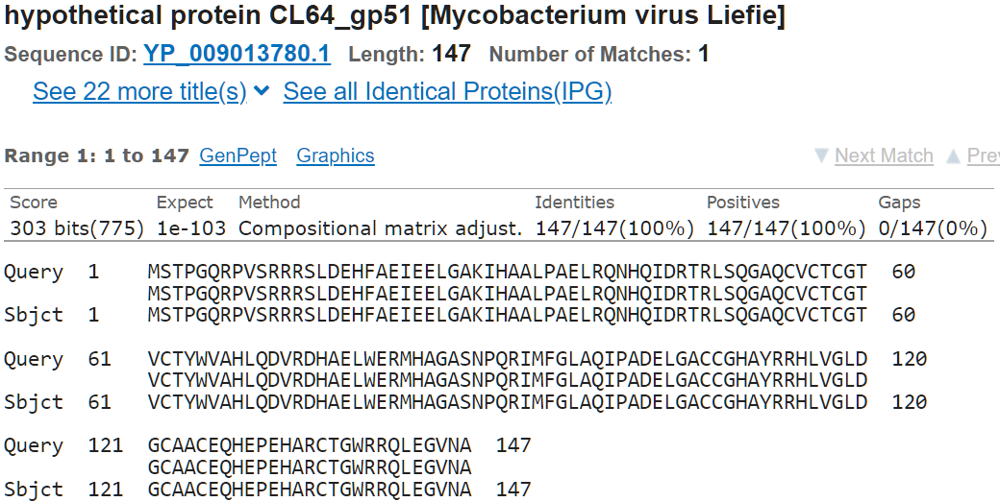 hypothetical protein CL64_gp51 [Mycobacterium virus Liefie]
Sequence ID: YP_009013780.1 Length: 147 Number of Matches: 1
See 22 more title(s) See all Identical Proteins(IPG)
Range 1: 1 to 147 GenPept Graphics ▼ Next Match ▲ Prev
Score Expect Method Identities Positives Gaps
303 bits(775) 1e-103 Compositional matrix adjust. 147/147(100%) 147/147(100%) 0/147(0%)
Query 1 MSTPGQRPVSRRRSLDEHFAEIEELGAKIHAALPAELRQNHQIDRTRLSQGAQCVCTCGT 60
MSTPGQRPVSRRRSLDEHFAEIEELGAKIHAALPAELRQNHQIDRTRLSQGAQCVCTCGT
Sbjct 1 MSTPGQRPVSRRRSLDEHFAEIEELGAKIHAALPAELRQNHQIDRTRLSQGAQCVCTCGT 60
Query 61 VCTYWVAHLQDVRDHAELWERMHAGASNPQRIMFGLAQIPADELGACCGHAYRRHLVGLD 120
VCTYWVAHLQDVRDHAELWERMHAGASNPQRIMFGLAQIPADELGACCGHAYRRHLVGLD
Sbjct 61 VCTYWVAHLQDVRDHAELWERMHAGASNPQRIMFGLAQIPADELGACCGHAYRRHLVGLD 120
Query 121 GCAACEQHEPEHARCTGWRRQLEGVNA 147
GCAACEQHEPEHARCTGWRRQLEGVNA
Sbjct 121 GCAACEQHEPEHARCTGWRRQLEGVNA 147